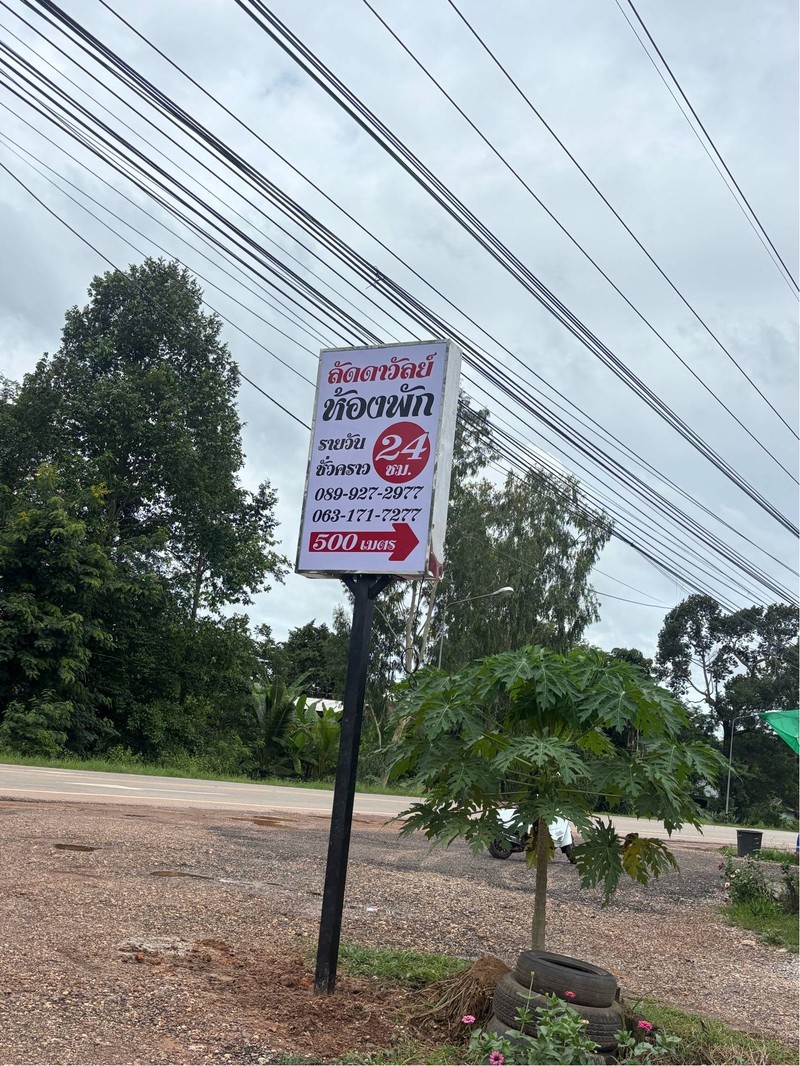 ลัดดาวัลย์
ห้องพัก
รายวัน
ชั่วคราว
24
ชม.
089-927-2977
063-171-7277
500 เมตร